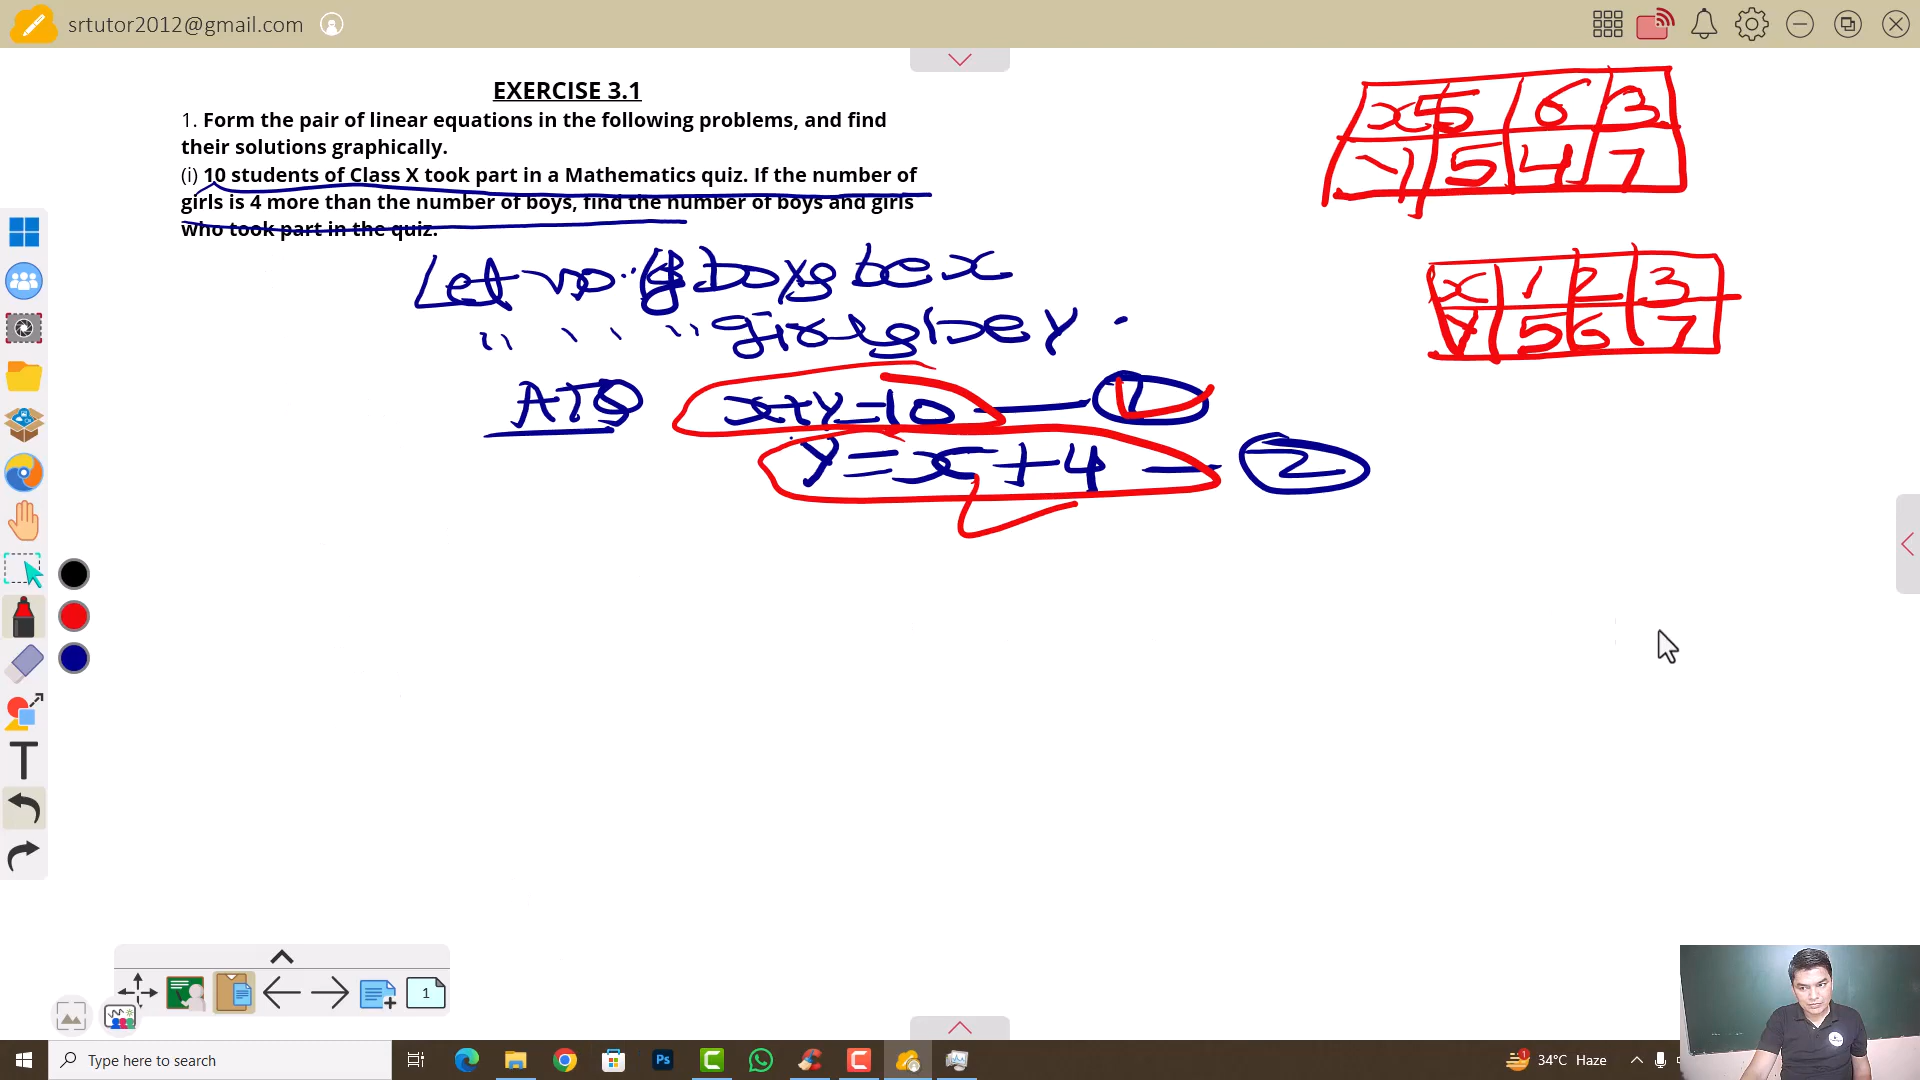 srtutor2012@gmail.com
EXERCISE 3.1
1. Form the pair of linear equations in the following problems, and find
their solutions graphically.
(i) 10 students of Class X took part in a Mathematics quiz. If the number of
girls is 4 more than the number of boys, find the number of boys and girls
who took part in the quiz.
Let no. of boys be x
" " " " girls be y .
ATQ x+y=10 — 1
y=x+4 — 2
x 5 6 3
y 5 4 7
x 1 2 3
y 5 6 7
T
1
Type here to search
Ps
34°C Haze